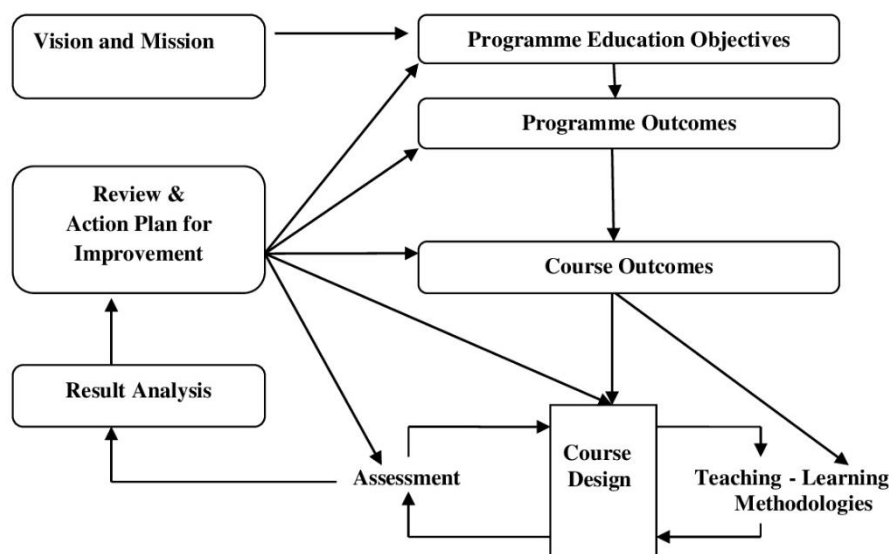 Vision and Mission
Programme Education Objectives
Programme Outcomes
Review &
Action Plan for
Improvement
Course Outcomes
Result Analysis
Assessment
Course
Design
Teaching - Learning
Methodologies